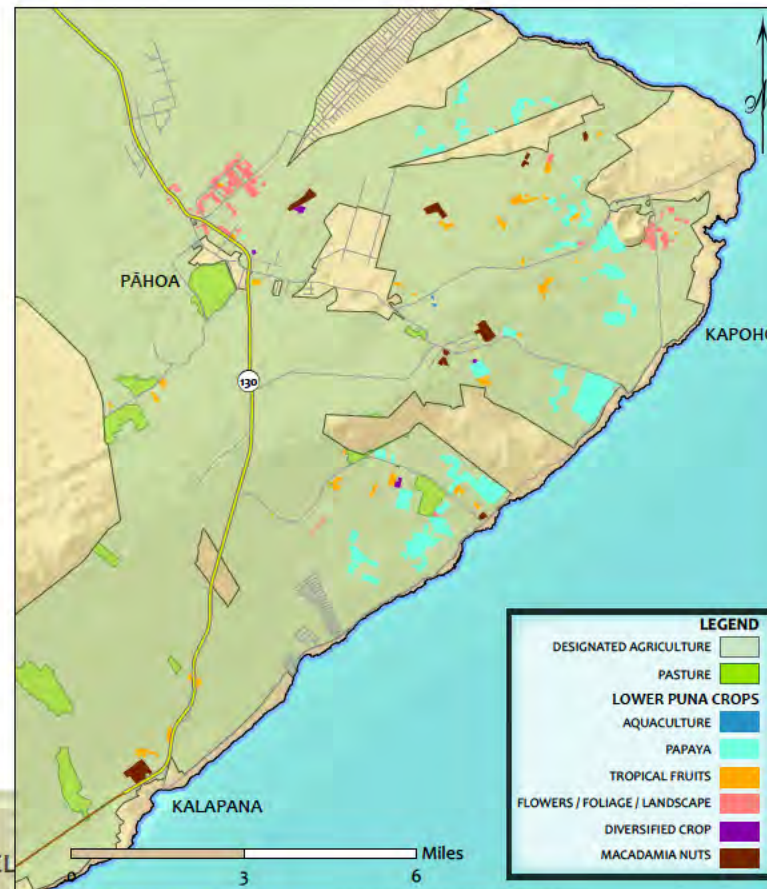 PĀHOA
KAPOHO
130
LEGEND
DESIGNATED AGRICULTURE
PASTURE
LOWER PUNA CROPS
AQUACULTURE
PAPAYA
TROPICAL FRUITS
FLOWERS / FOLIAGE / LANDSCAPE
DIVERSIFIED CROP
MACADAMIA NUTS
KALAPANA
Miles
0 3 6